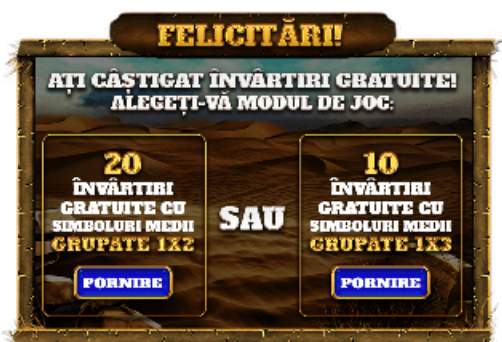 FELICITĂRI!
AȚI CÂȘTIGAT ÎNVÂRTIRI GRATUITE!
ALEGEȚI-VĂ MODUL DE JOC:
20
ÎNVÂRTIRI
GRATUITE CU
SIMBOLURI MEDII
GRUPATE 1X2
PORNIRE
SAU
10
ÎNVÂRTIRI
GRATUITE CU
SIMBOLURI MEDII
GRUPATE 1X3
PORNIRE